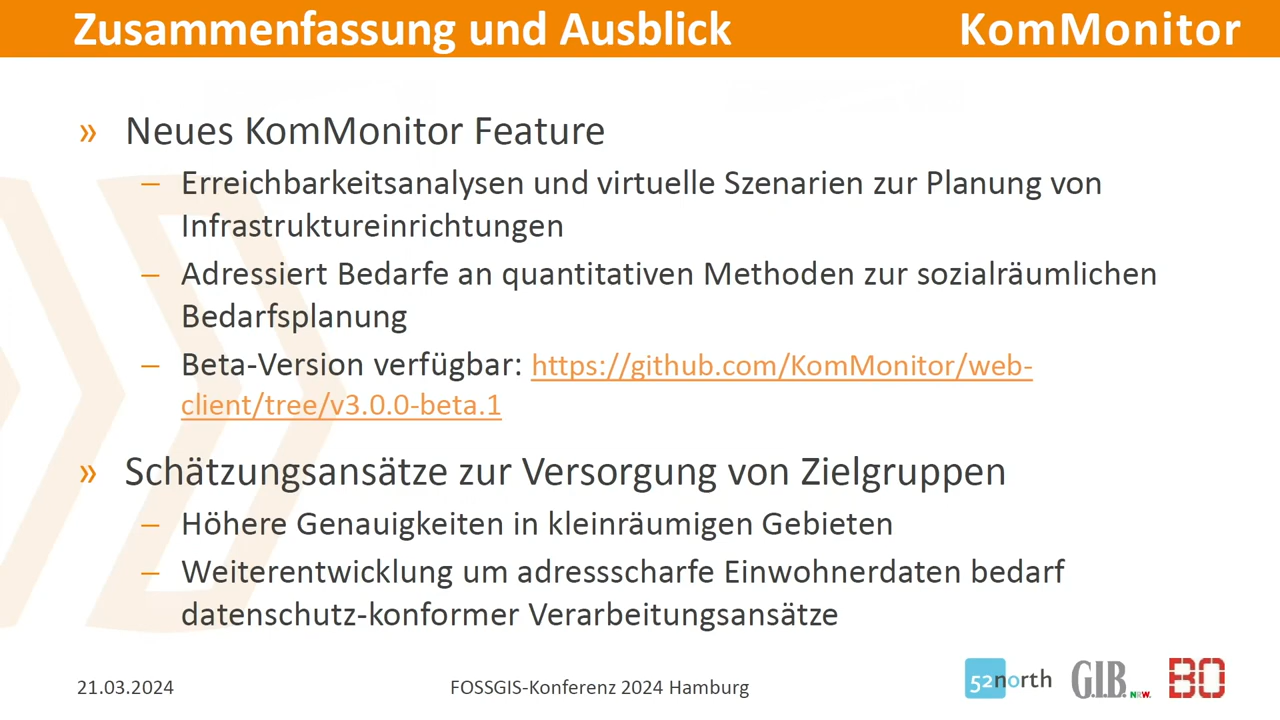 Zusammenfassung und Ausblick
KomMonitor
» Neues KomMonitor Feature
– Erreichbarkeitsanalysen und virtuelle Szenarien zur Planung von
Infrastruktureinrichtungen
– Adressiert Bedarfe an quantitativen Methoden zur sozialräumlichen
Bedarfsplanung
– Beta-Version verfügbar: https://github.com/KomMonitor/web-
client/tree/v3.0.0-beta.1
» Schätzungsansätze zur Versorgung von Zielgruppen
– Höhere Genauigkeiten in kleinräumigen Gebieten
– Weiterentwicklung um adressscharfe Einwohnerdaten bedarf
datenschutz-konformer Verarbeitungsansätze
21.03.2024
FOSSGIS-Konferenz 2024 Hamburg
52north
G.I.B. NRW.
BO